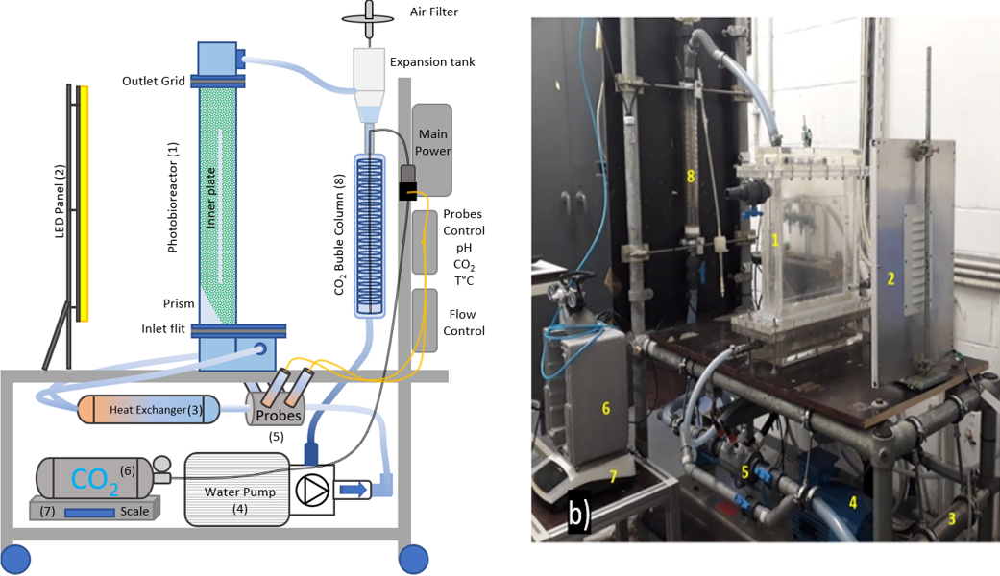 Air Filter
Expansion tank
Outlet Grid
Main
Power
LED Panel (2)
Photobioreactor (1)
Inner plate
CO2 Buble Column (8)
Probes
Control
pH
CO2
T°C
Prism
Inlet flit
Flow
Control
Heat Exchanger(3)
Probes
(5)
CO2
(6)
Water Pump
(4)
(7)
Scale
8
1
2
6
7
5
4
3
b)